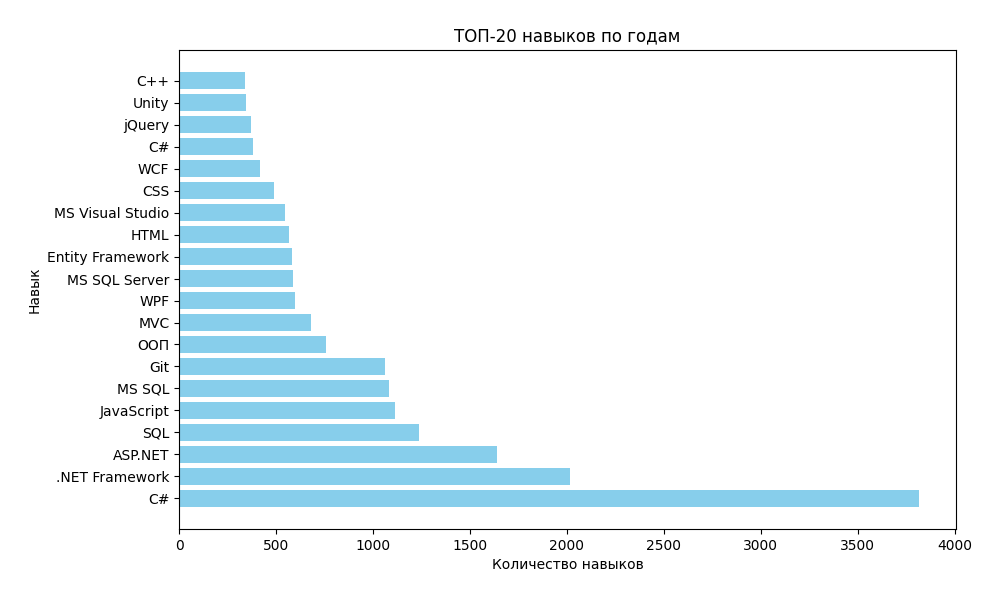 ТОП-20 навыков по годам
C++
Unity
jQuery
C#
WCF
CSS
MS Visual Studio
HTML
Entity Framework
MS SQL Server
WPF
MVC
ООП
Git
MS SQL
JavaScript
SQL
ASP.NET
.NET Framework
С#
Навык
0 500 1000 1500 2000 2500 3000 3500 4000
Количество навыков